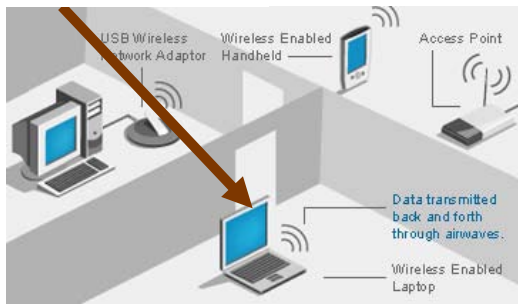 USB Wireless
Network Adaptor
Wireless Enabled
Handheld
Access Point
Data transmitted
back and forth
through airwaves.
Wireless Enabled
Laptop